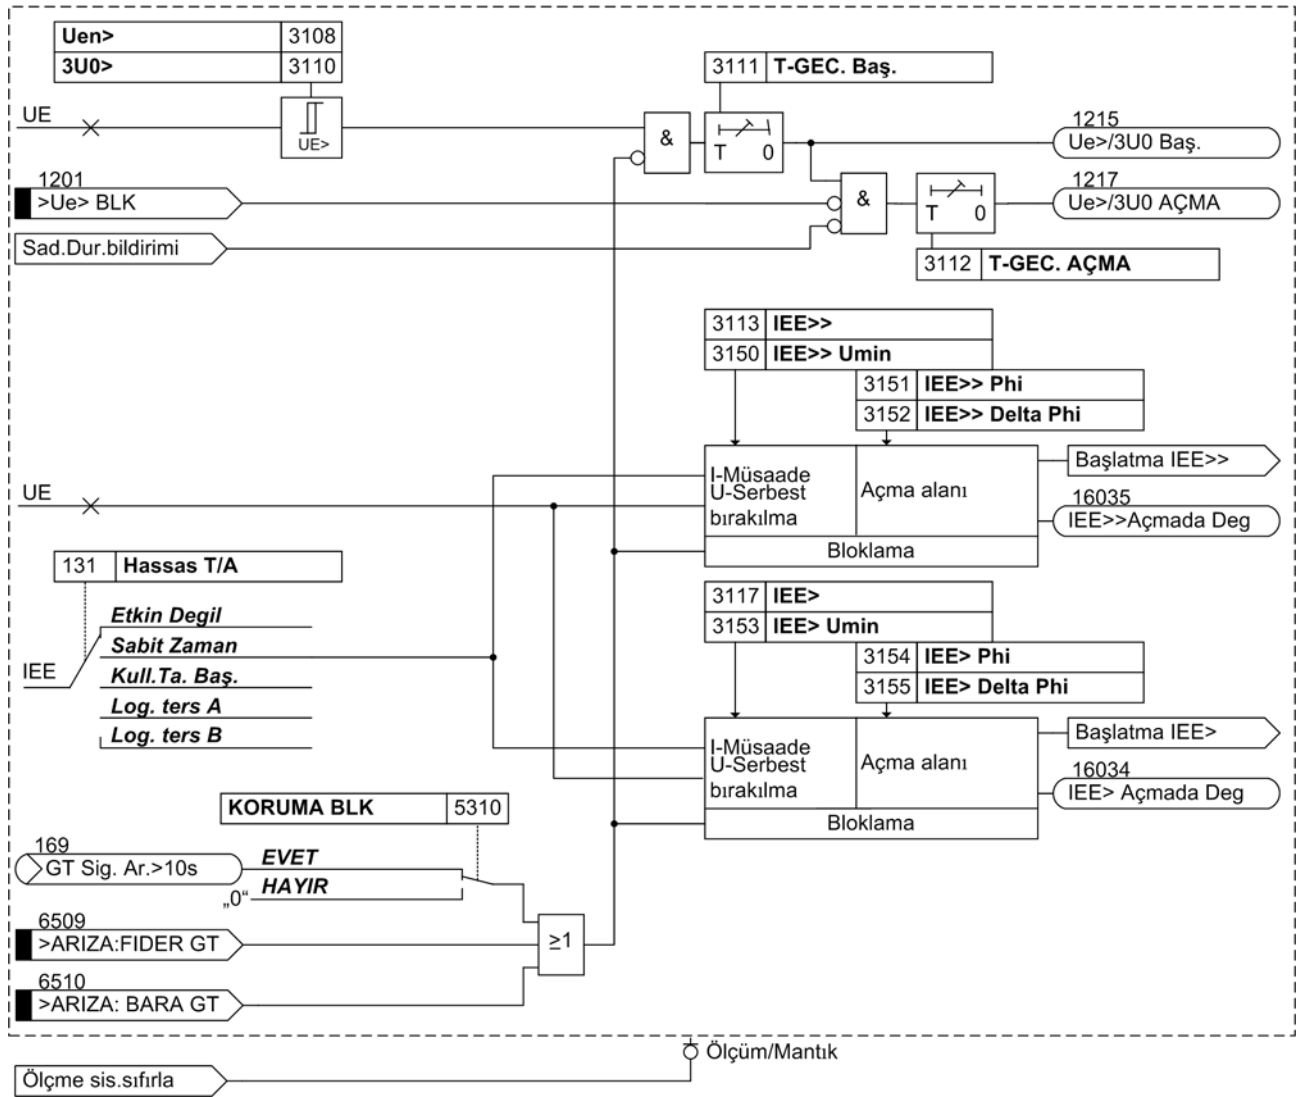 Uen> 3108
3U0> 3110
3111 T-GEC. Baş.
UE
UE>
&
T 0
1215
Ue>/3U0 Baş.
1201
>Ue> BLK
&
T 0
1217
Ue>/3U0 AÇMA
Sad.Dur.bildirimi
3112 T-GEC. AÇMA
3113 IEE>>
3150 IEE>> Umin
3151 IEE>> Phi
3152 IEE>> Delta Phi
UE
I-Müsaade
U-Serbest
bırakılma
Açma alanı
Bloklama
Başlatma IEE>>
16035
IEE>>Açmada Deg
131 Hassas T/A
IEE
Etkin Degil
Sabit Zaman
Kull.Ta. Baş.
Log. ters A
Log. ters B
3117 IEE>
3153 IEE> Umin
3154 IEE> Phi
3155 IEE> Delta Phi
I-Müsaade
U-Serbest
bırakılma
Açma alanı
Bloklama
Başlatma IEE>
16034
IEE> Açmada Deg
KORUMA BLK 5310
169
GT Sig. Ar.>10s
EVET
„0“ HAYIR
6509
>ARIZA:FIDER GT
≥1
6510
>ARIZA: BARA GT
Ölçüm/Mantık
Ölçme sis.sıfırla